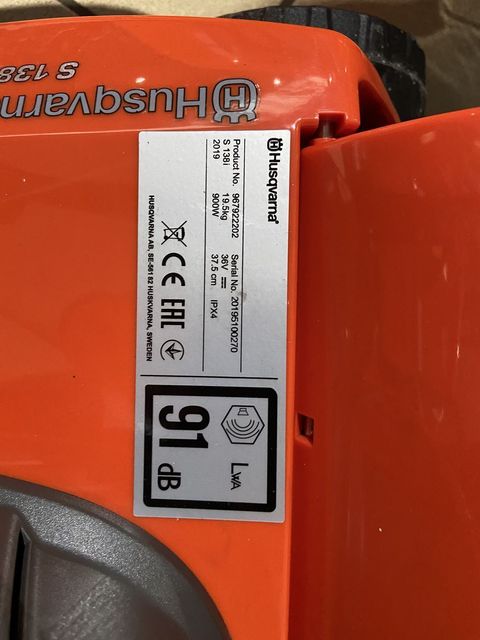 Husqvarna
S 138
Husqvarna
Product No. 967922202 Serial No. 20195100270
S 138i 19.5kg 36V
2019 900W 37.5 cm IPX4
CE EAC
HUSQVARNA AB, SE-561 82 HUSKVARNA, SWEDEN
LWA
91 dB